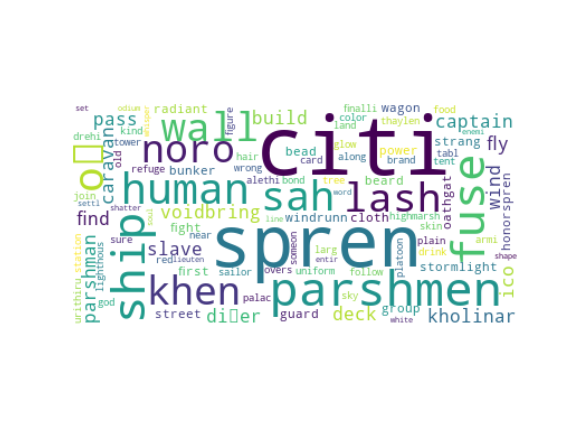 set
odium
whisper
radiant
figure
color
finalli
land
thaylen
wagon
food
enemi
drehi
kind
pass
wall
build
citi
captain
tower
old
caravan
noro
hair
bead
glow
power
strang
fly
o▯
refuge
bunker
wrong
card
along
brand
tabl
tent
wind
join
human
alethi
bond
tree
sah
lash
fuse
oathgat
honorspren
setti
shatter
soul
voidbring
beard
word
find
ship
slave
fight
line
windrunn
cloth
highmarsh
skin
parshman
lighthous
sure
red
lieuten
spren
someon
larg
entir
platoon
plain
armi
shape
urithiru
station
god
khen
first
sailor
overs
uniform
follow
drink
stormlight
ico
parshmen
sky
near
street
palac
di▯er
guard
white
deck
group
kholinar